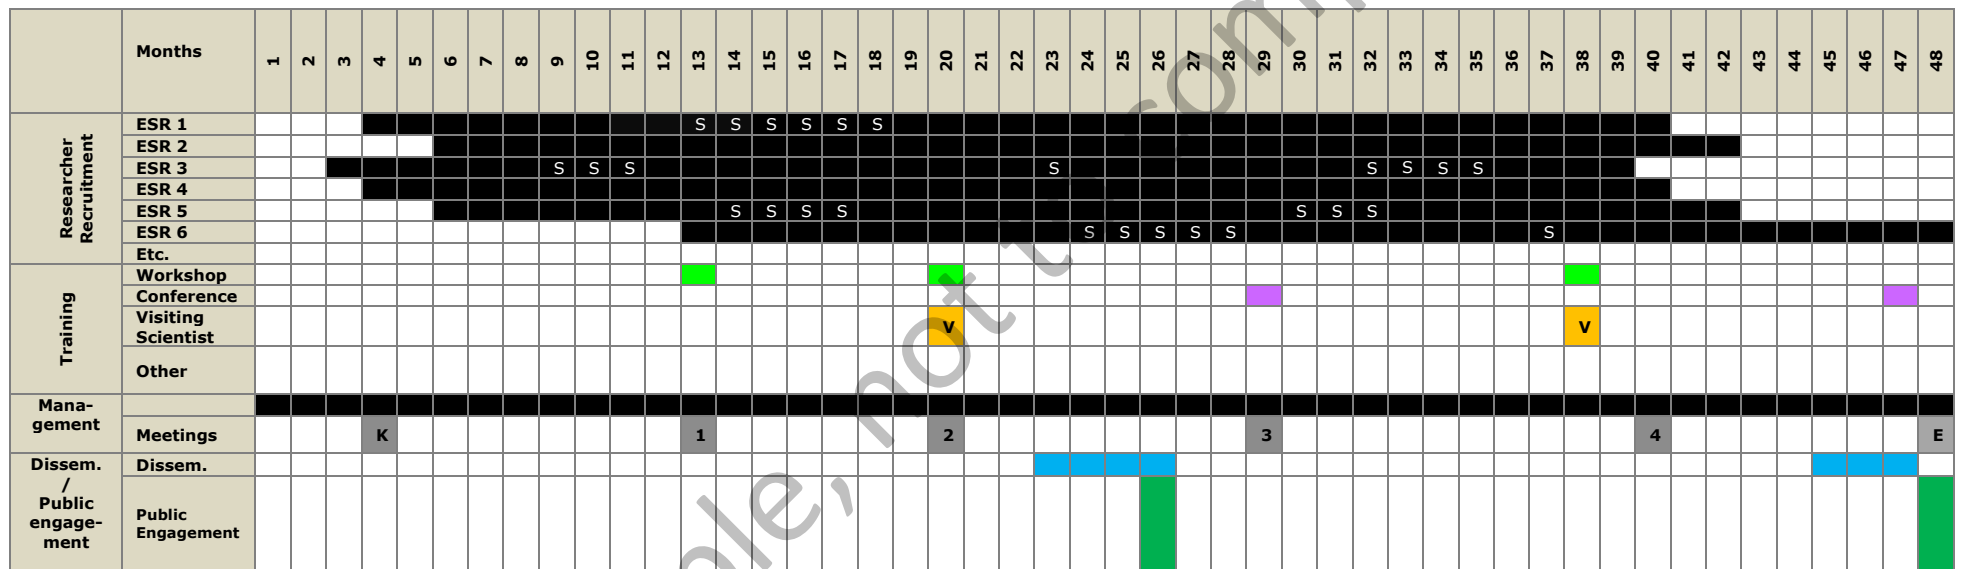 Months 1 2 3 4 5 6 7 8 9 10 11 12 13 14 15 16 17 18 19 20 21 22 23 24 25 26 27 28 29 30 31 32 33 34 35 36 37 38 39 40 41 42 43 44 45 46 47 48
Researcher
Recruitment
ESR 1 S S S S S S
ESR 2
ESR 3 S S S S S S S S
ESR 4
ESR 5 S S S S S S S
ESR 6 S S S S S S
Etc.
Training
Workshop
Conference
Visiting
Scientist V V
Other
Mana-
gement
Meetings K 1 2 3 4 E
Dissem.
/
Public
engage-
ment
Dissem.
Public
Engagement